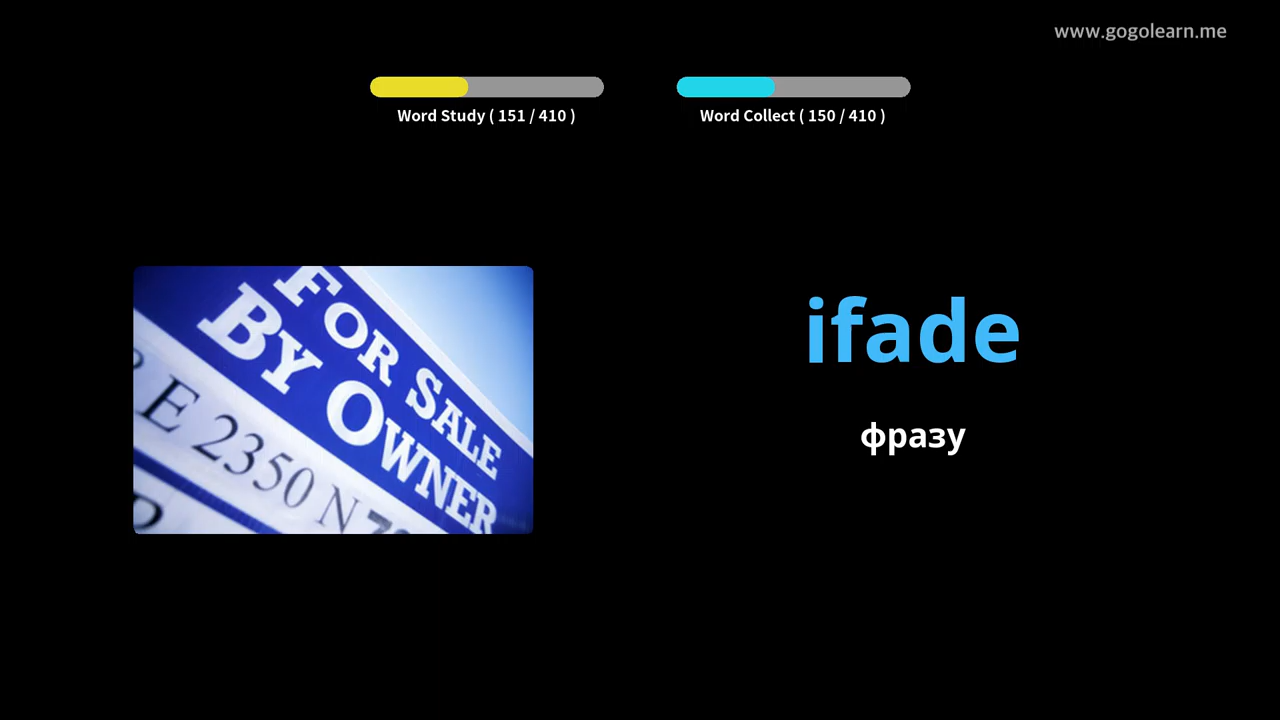 www.gogolearn.me
Word Study ( 151 / 410 )
Word Collect ( 150 / 410 )
FOR SALE
BY OWNER
E 2350 N
ifade
фразу